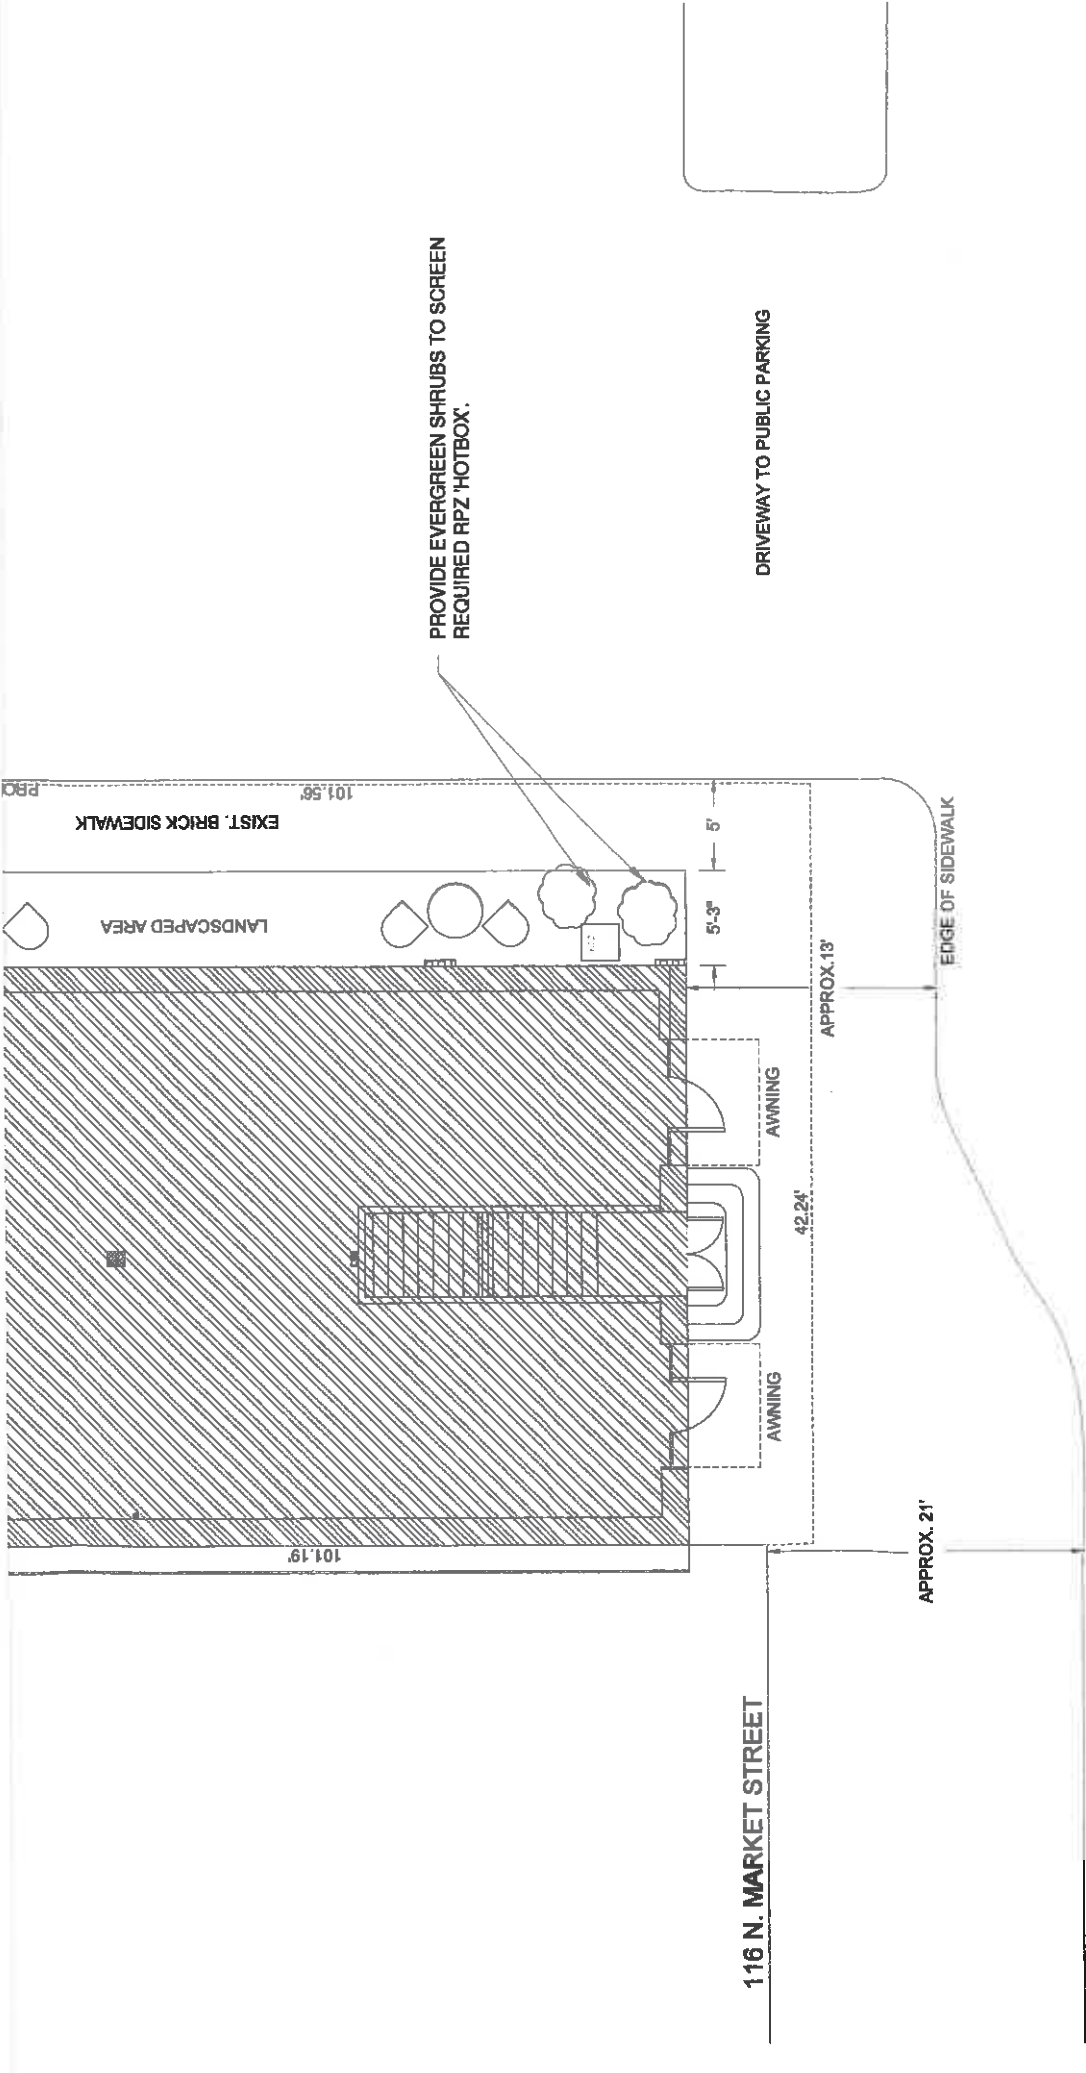 PROVIDE EVERGREEN SHRUBS TO SCREEN
REQUIRED RPZ 'HOTBOX'.
DRIVEWAY TO PUBLIC PARKING
101.56'
EXIST. BRICK SIDEWALK
LANDSCAPED AREA
5'
5'-3"
EDGE OF SIDEWALK
APPROX.13'
AWNING
42.24'
AWNING
101.19'
APPROX. 21'
116 N. MARKET STREET